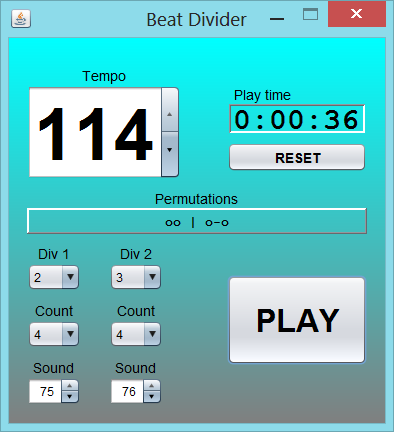 Beat Divider
Tempo
114
Play time
0:00:36
RESET
Permutations
oo | o-o
Div 1 Div 2
2 3
Count Count
4 4
PLAY
Sound Sound
75 76